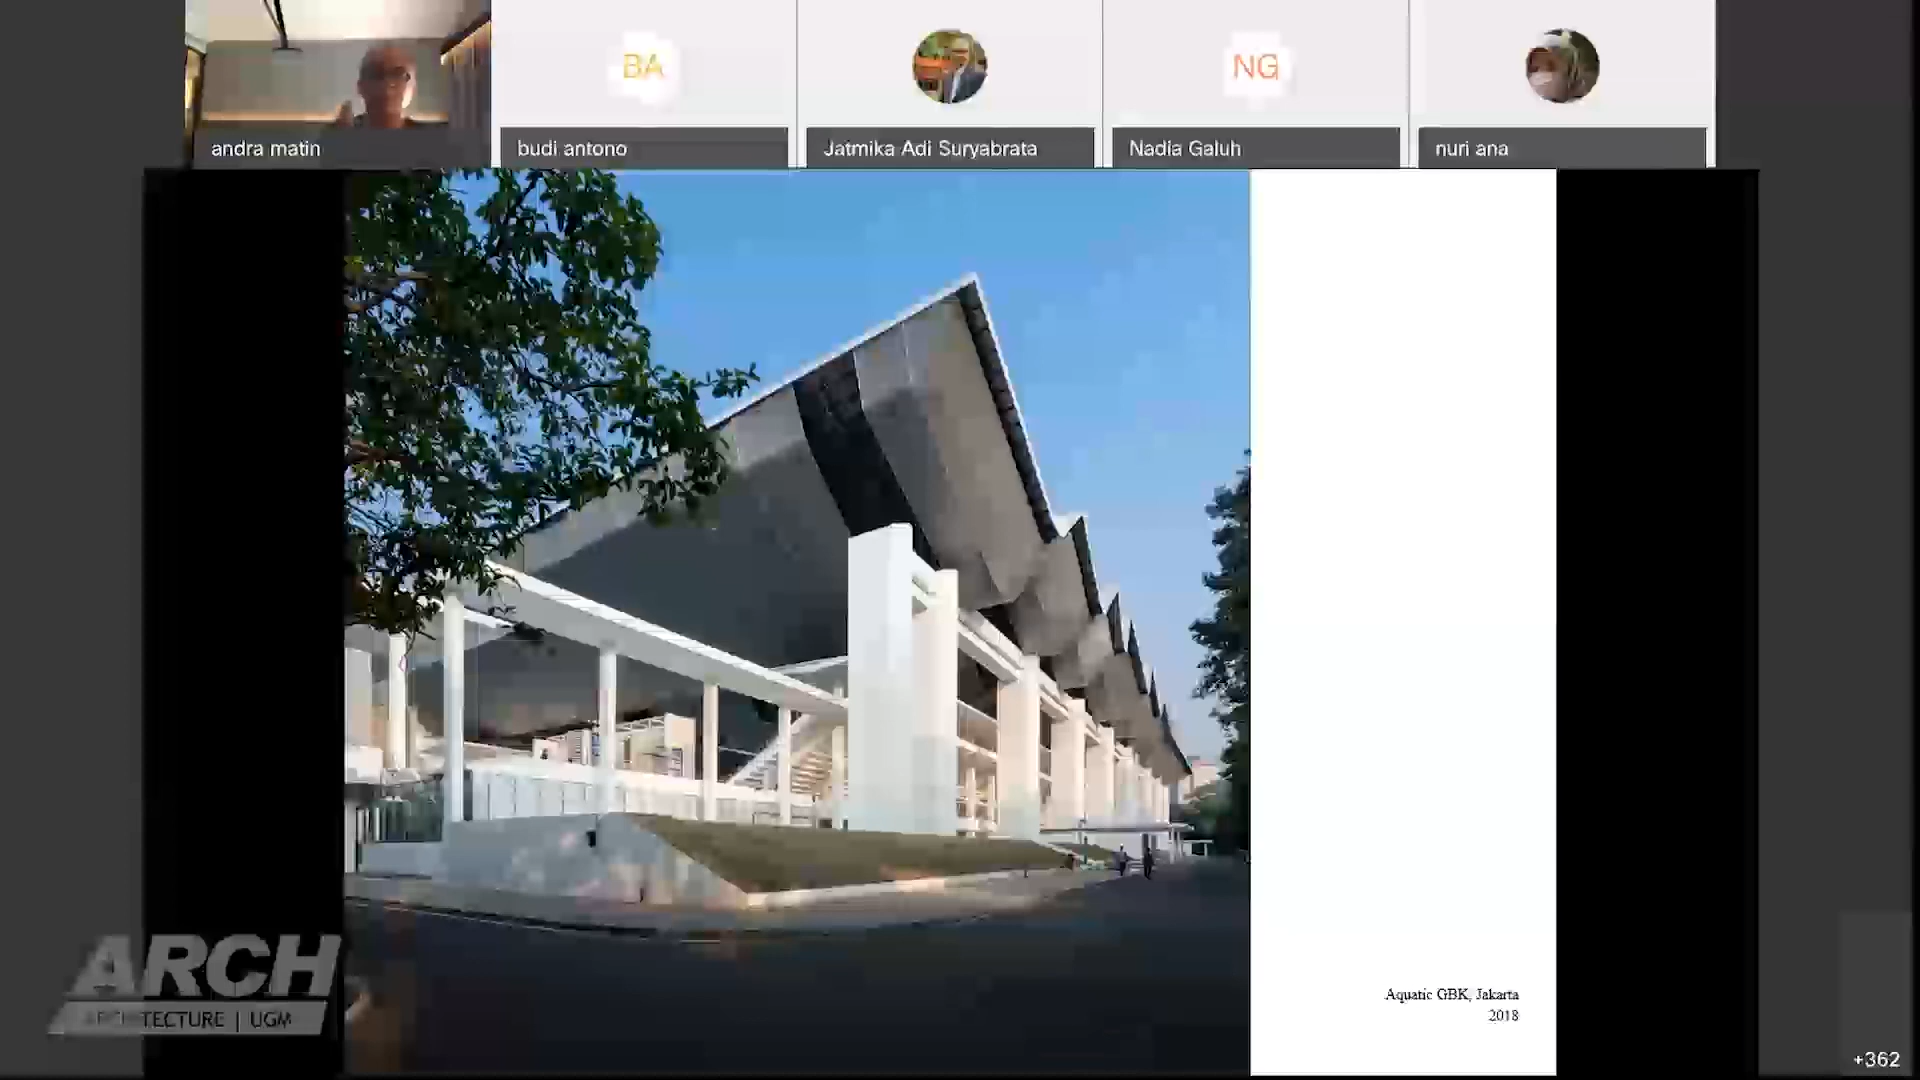 andra matin
BA
budi antono
Jatmika Adi Suryabrata
NG
Nadia Galuh
nuri ana
ARCH
ARCHITECTURE | UGM
Aquatic GBK, Jakarta
2018
+362